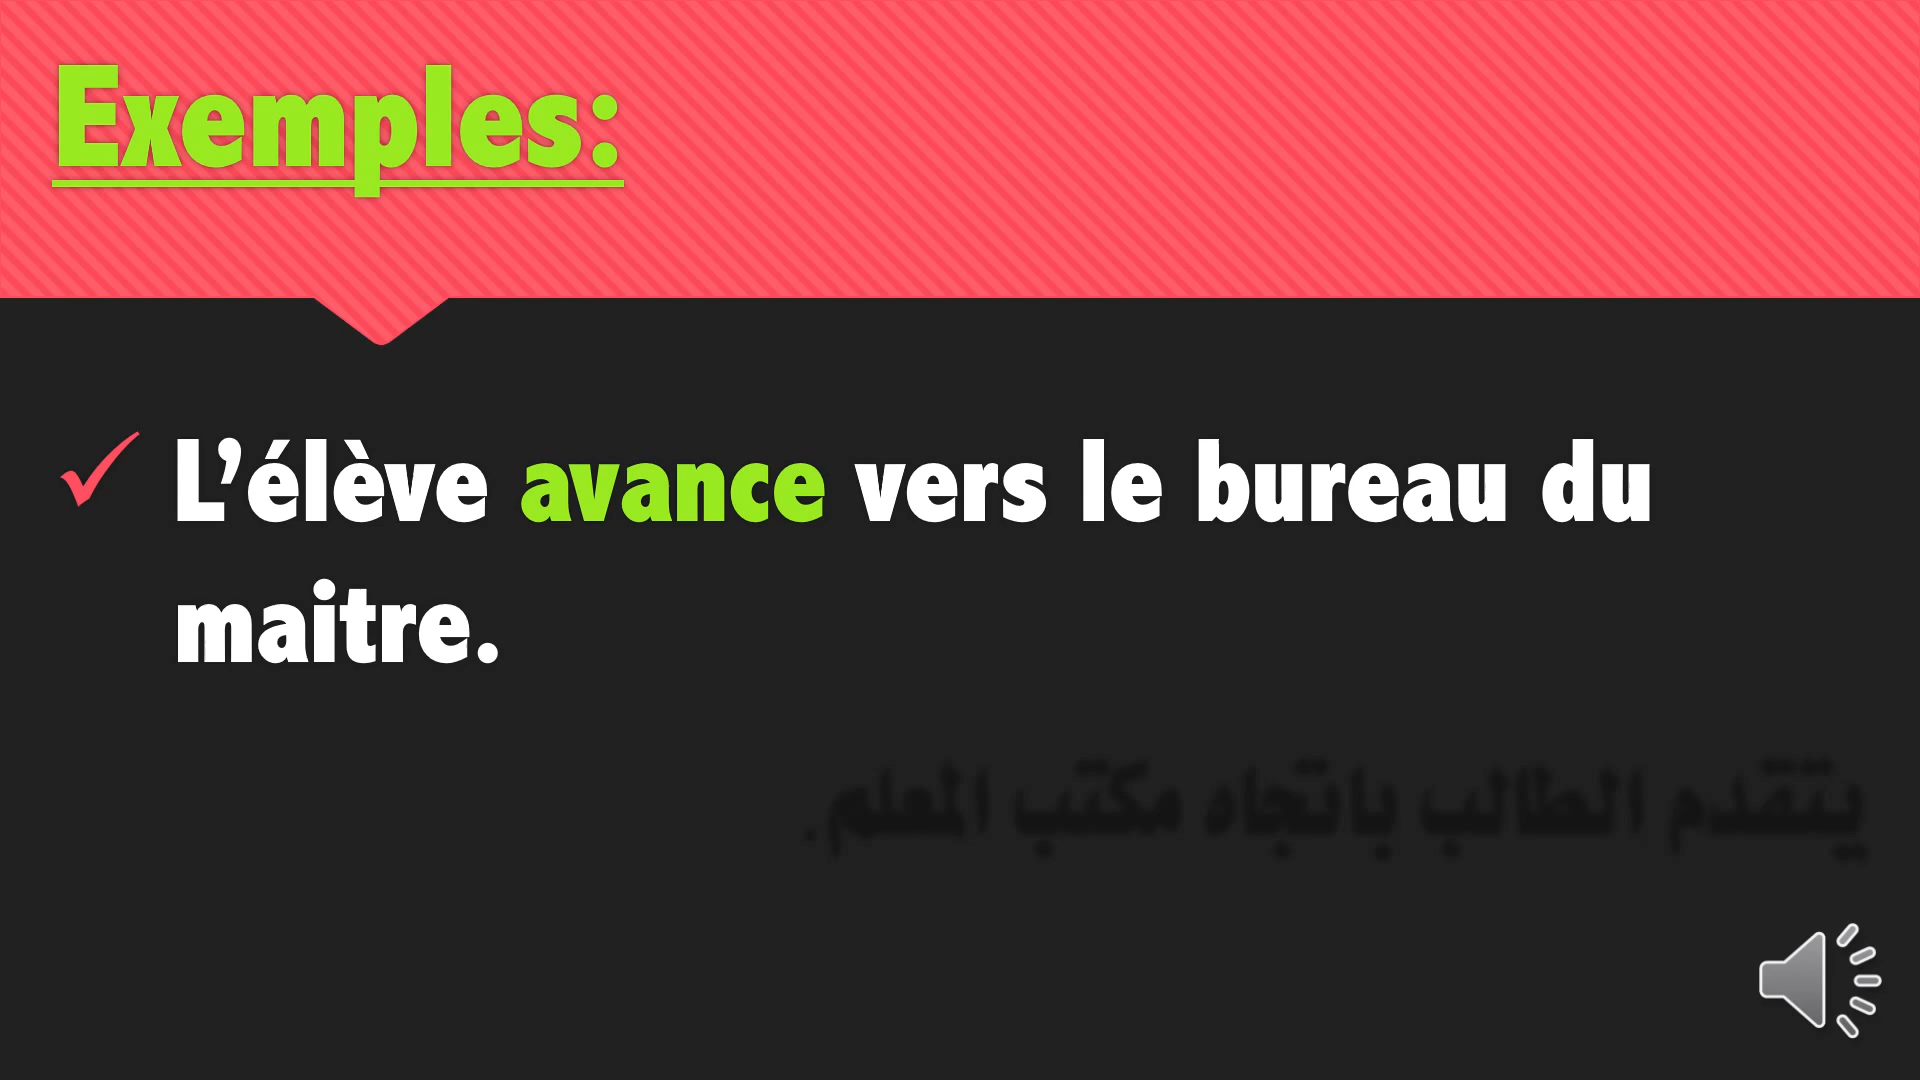 Exemples:
L’élève avance vers le bureau du
maitre.
يتقدم الطالب باتجاه مكتب المعلم.